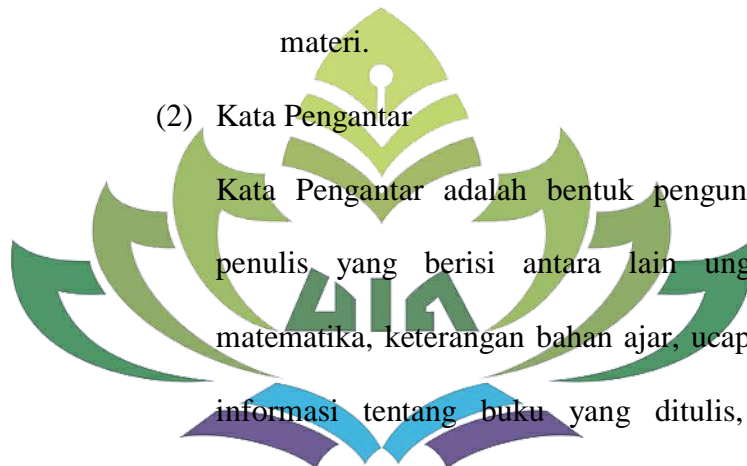 materi.
(2) Kata Pengantar
Kata Pengantar adalah bentuk pengun
penulis yang berisi antara lain ung
UIN
matematika, keterangan bahan ajar, ucap
informasi tentang buku yang ditulis,